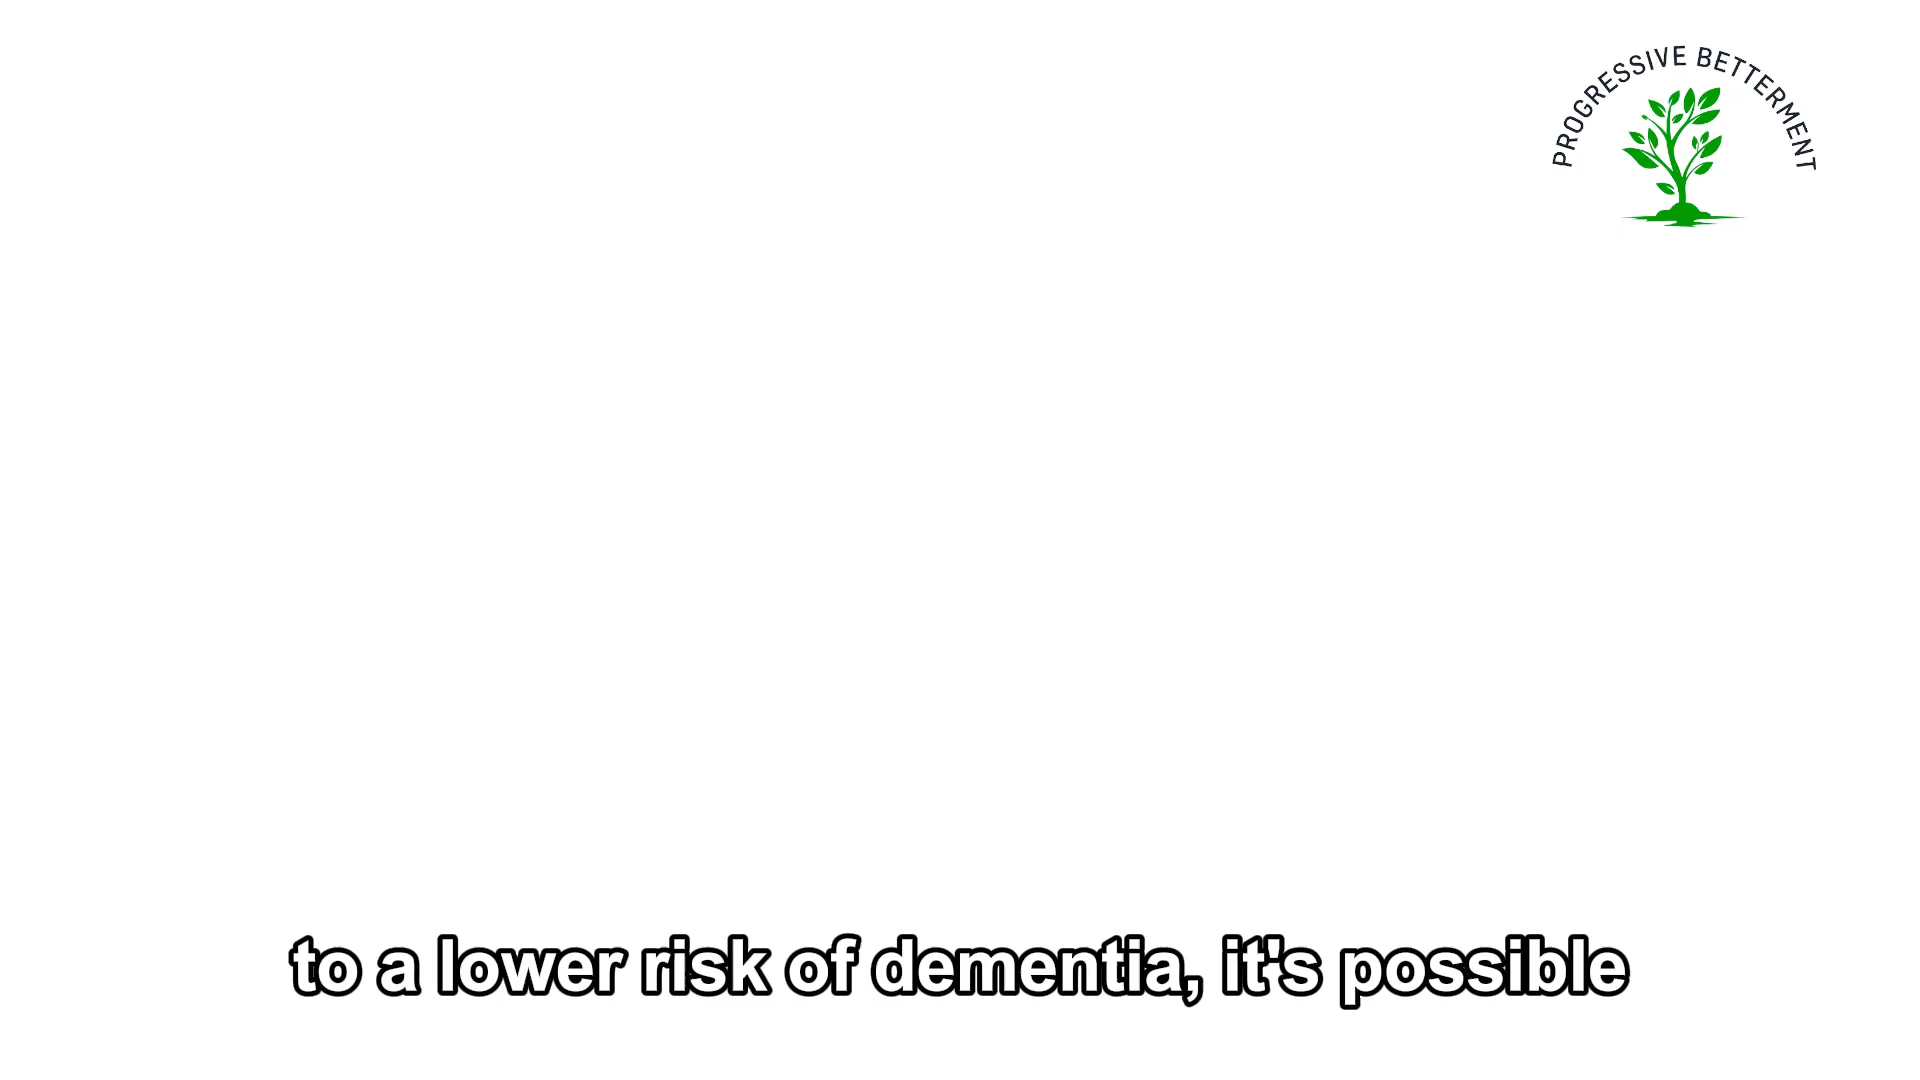 PROGRESSIVE BETTERMENT
to a lower risk of dementia, it's possible